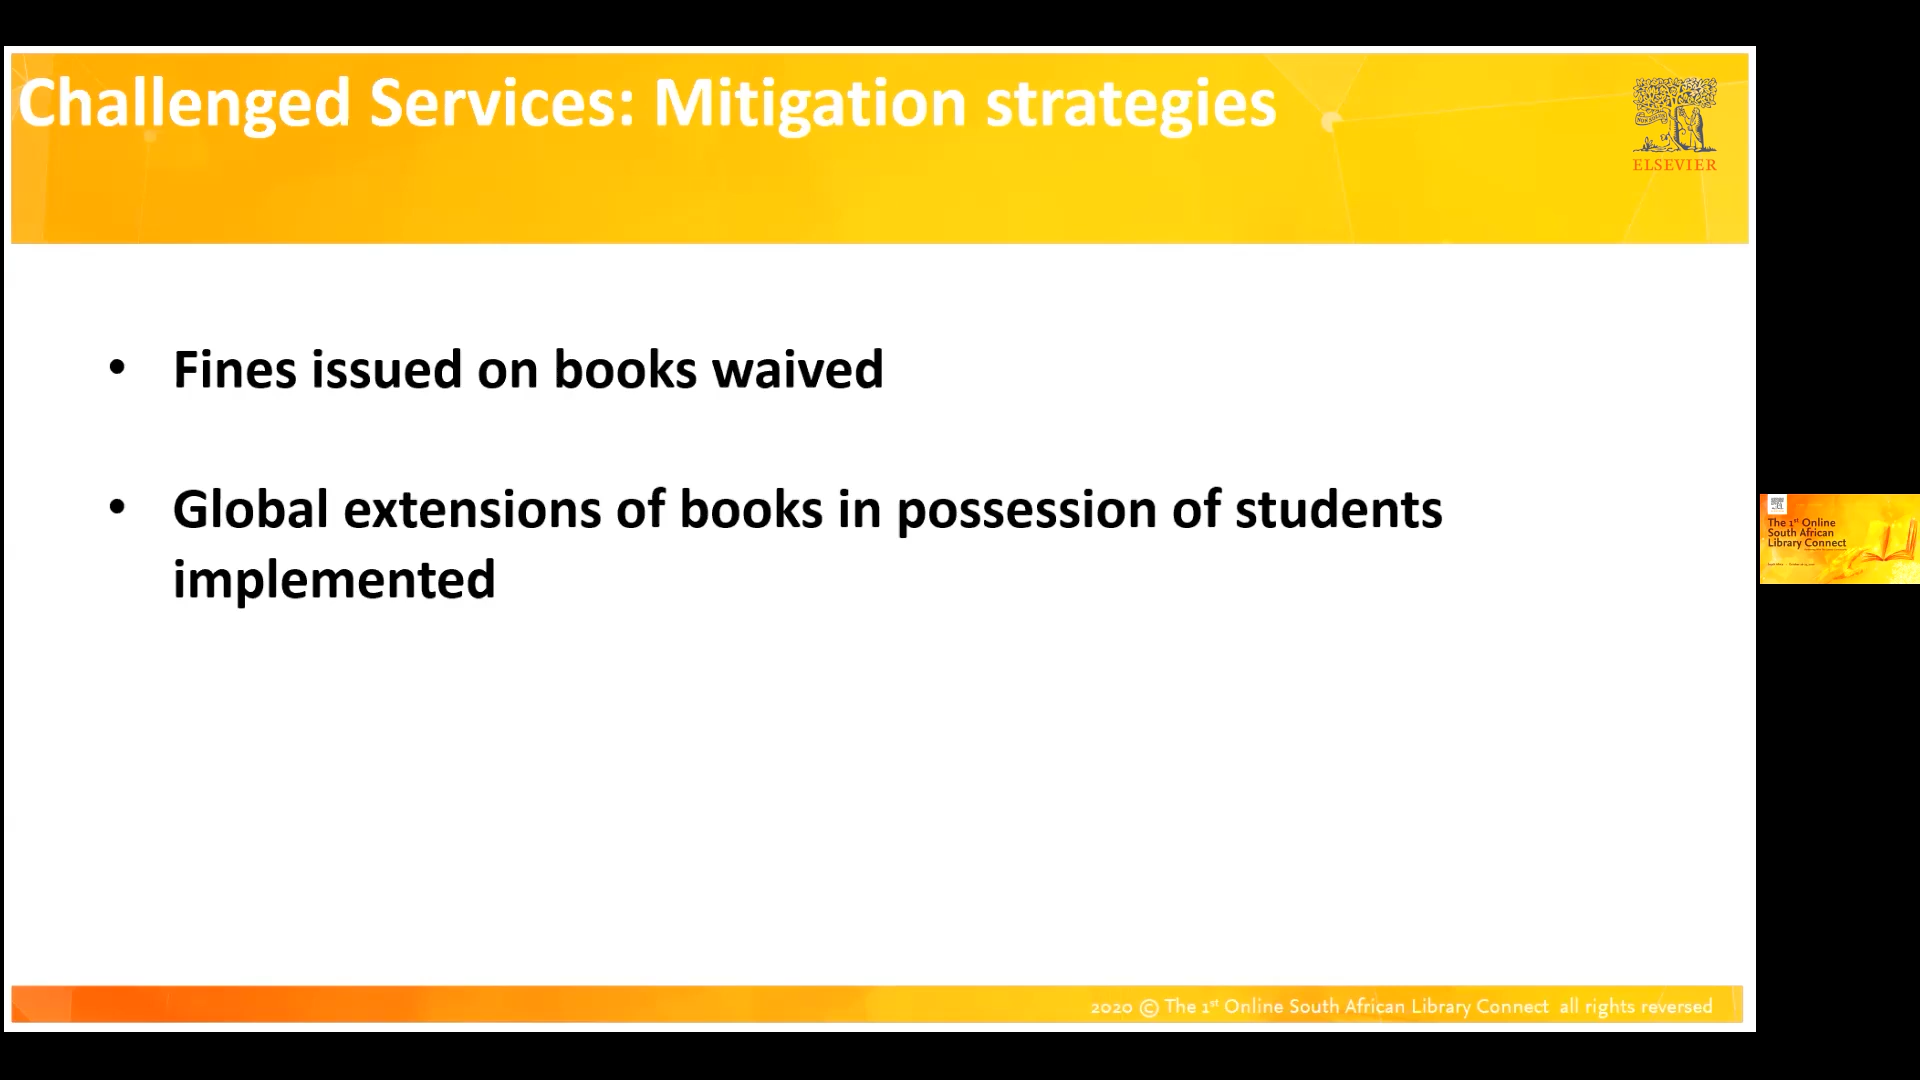 Challenged Services: Mitigation strategies
ELSEVIER
• Fines issued on books waived
• Global extensions of books in possession of students
implemented
The 1st Online
South African
Library Connect
2020 © The 1st Online South African Library Connect all rights reversed